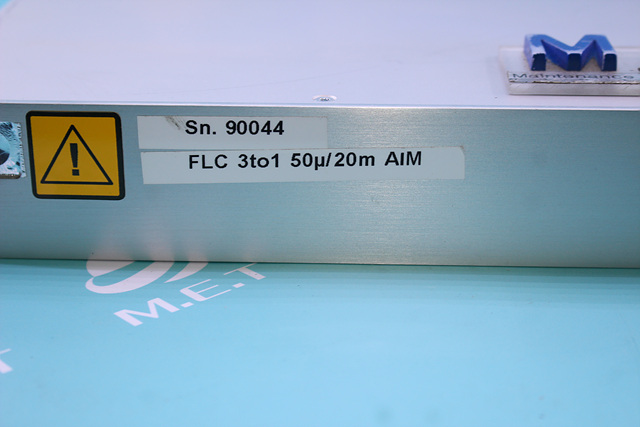 M
Maintenance
!
Sn. 90044
FLC 3to1 50µ/20m AIM
M.E.T